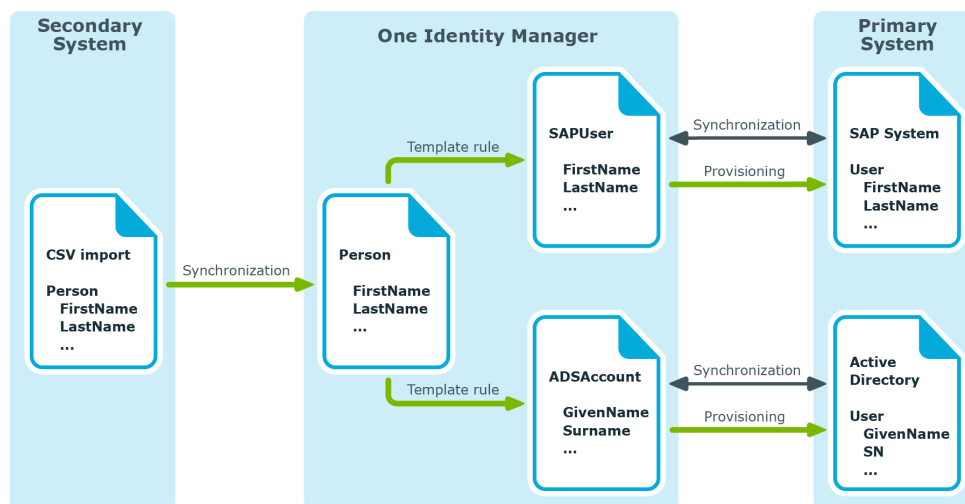 Secondary
System
CSV import
Person
FirstName
LastName
...
Synchronization
One Identity Manager
Person
FirstName
LastName
...
Template rule
Template rule
SAPUser
FirstName
LastName
...
ADSAccount
GivenName
Surname
...
Synchronization
Provisioning
Synchronization
Provisioning
Primary
System
SAP System
User
FirstName
LastName
...
Active
Directory
User
GivenName
SN
...